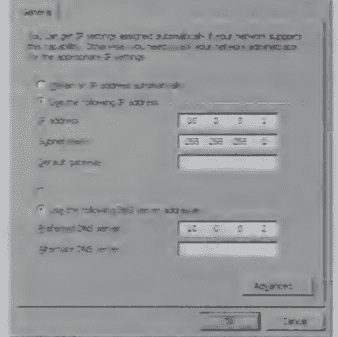 General
You can get IP settings assigned automatically if your network supports
this capability. Otherwise, you need to ask your network administrator
for the appropriate IP settings.
Obtain an IP address automatically
Use the following IP address
IP address
Subnet mask 255 255 255 0
Default gateway
Use the following DNS server addresses
Preferred DNS server
Alternate DNS server
Advanced
OK Cancel